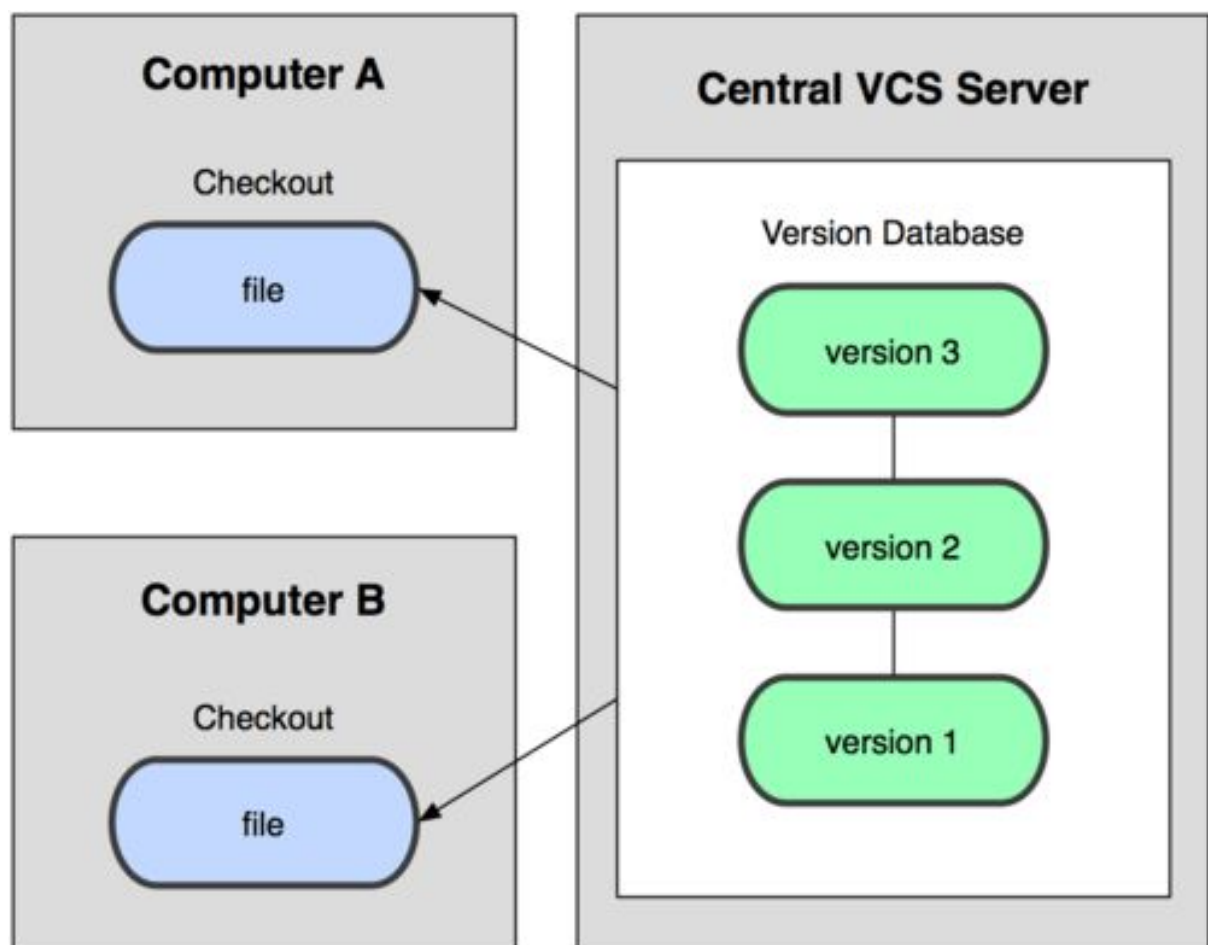 Computer A
Checkout
file
Computer B
Checkout
file
Central VCS Server
Version Database
version 3
version 2
version 1